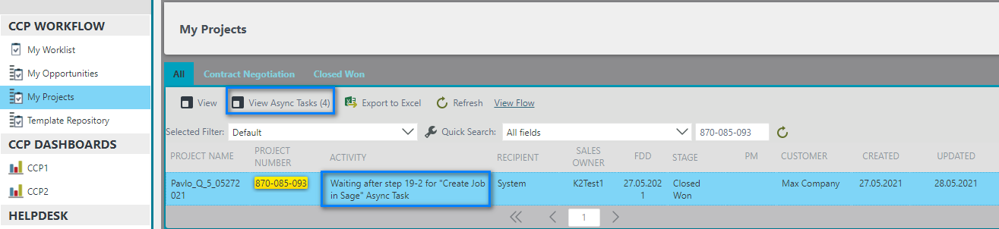 CCP WORKFLOW
My Worklist
My Opportunities
My Projects
Template Repository
CCP DASHBOARDS
CCP1
CCP2
HELPDESK
My Projects
All Contract Negotiation Closed Won
View View Async Tasks (4) Export to Excel Refresh View Flow
Selected Filter: Default Quick Search: All fields 870-085-093
PROJECT NAME PROJECT NUMBER ACTIVITY RECIPIENT SALES OWNER FDD STAGE PM CUSTOMER CREATED UPDATED
Pavlo_Q_5_05272 870-085-093 Waiting after step 19-2 for "Create Job System K2Test1 27.05.202 Closed Max Company 27.05.2021 28.05.2021
021 in Sage" Async Task 1 Won
1